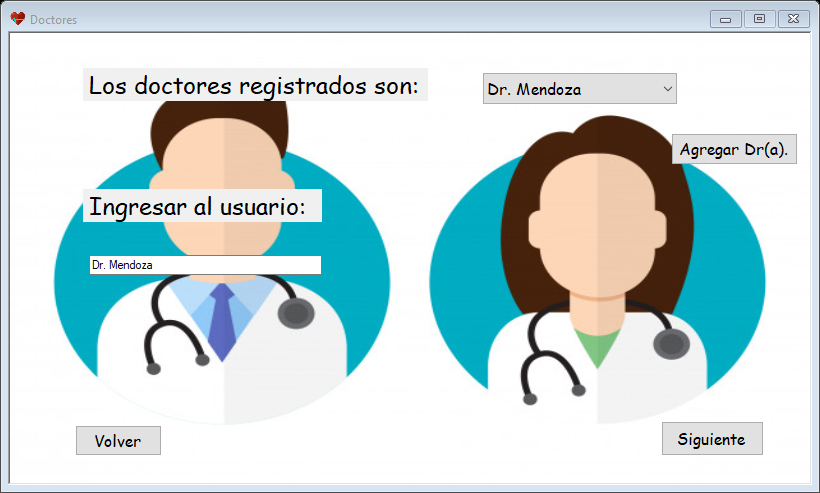 Doctores
Los doctores registrados son:
Dr. Mendoza
Agregar Dr(a).
Ingresar al usuario:
Dr. Mendoza
Volver
Siguiente